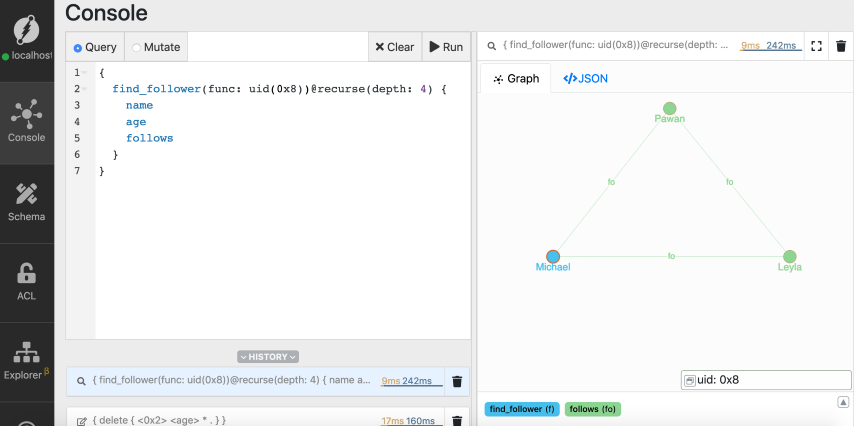 Console
localhost
Console
Schema
ACL
Explorer β
Query
Mutate
Clear
Run
1 {
2 find_follower(func: uid(0x8))@recurse(depth: 4) {
3 name
4 age
5 follows
6 }
7 }
HISTORY
{ find_follower(func: uid(0x8))@recurse(depth: 4) { name a... 9ms 242ms
{ delete { <0x2> <age> * . } } 17ms 160ms
{ find_follower(func: uid(0x8))@recurse(depth: ... 9ms 242ms
Graph
</>JSON
Pawan
fo
fo
Michael
fo
Leyla
uid: 0x8
find_follower (f)
follows (fo)